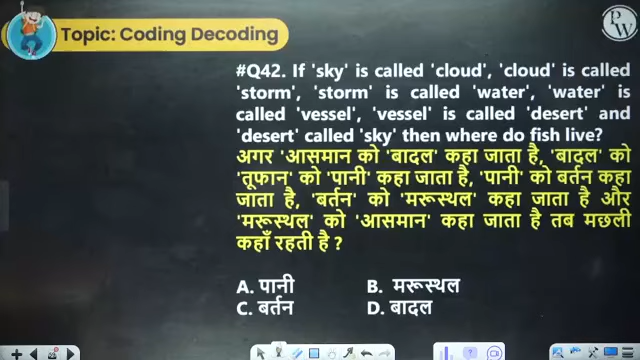 Topic: Coding Decoding
PW
#Q42. If 'sky' is called 'cloud', 'cloud' is called
'storm', 'storm' is called 'water', 'water' is
called 'vessel', 'vessel' is called 'desert' and
'desert' called 'sky' then where do fish live?
अगर 'आसमान को 'बादल' कहा जाता है, 'बादल' को
'तूफान' को 'पानी' कहा जाता है, 'पानी' को बर्तन कहा
जाता है, 'बर्तन' को 'मरूस्थल' कहा जाता है और
'मरूस्थल' को 'आसमान' कहा जाता है तब मछली
कहाँ रहती है ?
A. पानी B. मरूस्थल
C. बर्तन D. बादल